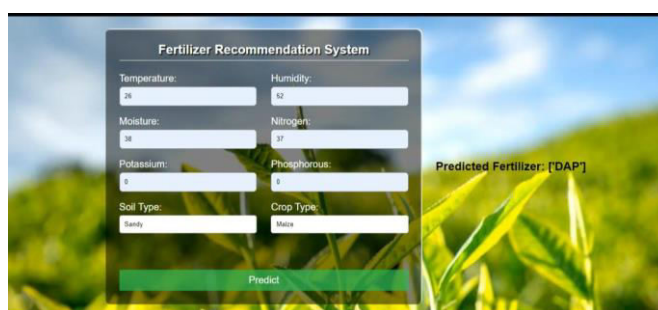 Fertilizer Recommendation System
Temperature: Humidity:
26 52
Moisture: Nitrogen:
38 37
Potassium: Phosphorous:
0 0
Predicted Fertilizer: ['DAP']
Soil Type: Crop Type:
Sandy Maize
Predict